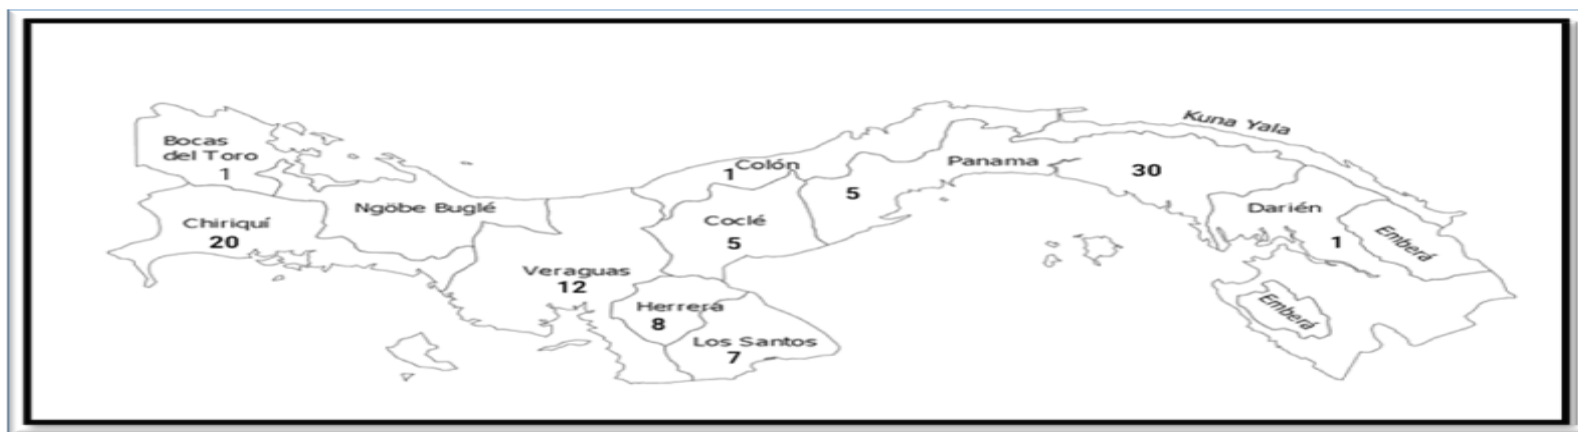 Bocas
del Toro
1
Chiriquí
20
Ngöbe Buglé
Veraguas
12
Herrera
8
Los Santos
7
Coclé
5
1 Colón
5
Panama
30
Kuna Yala
Darién
1
Emberá
Emberá